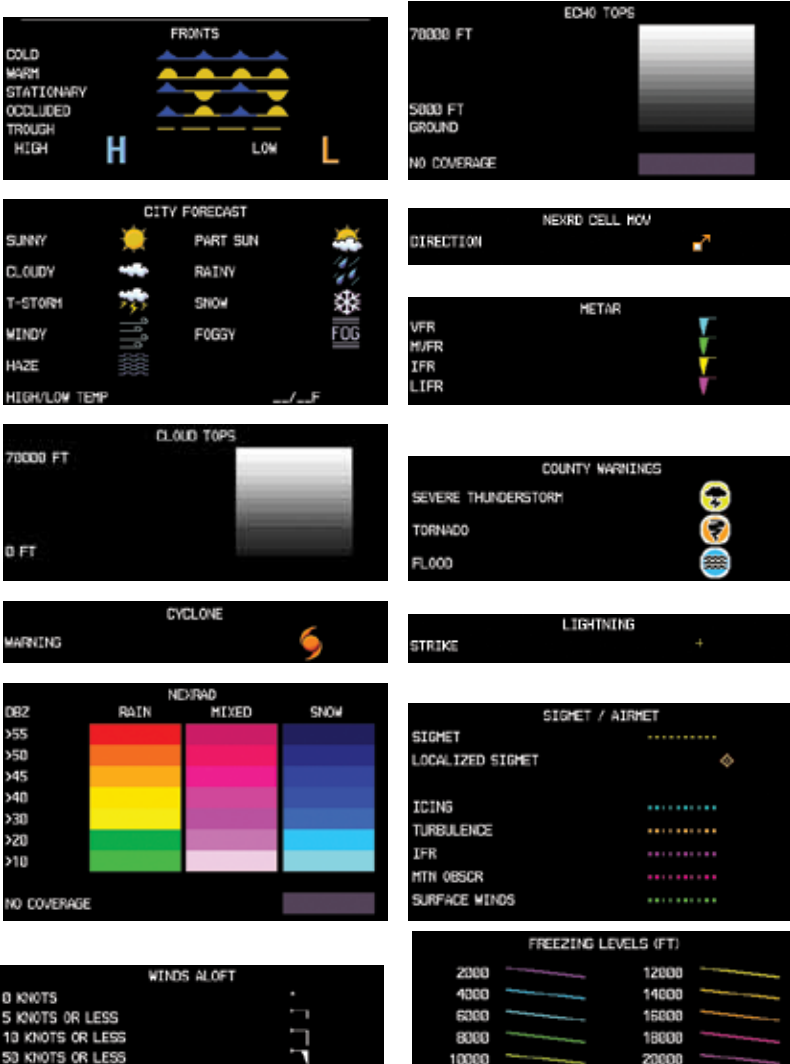 FRONTS
COLD
WARM
STATIONARY
OCCLUDED
TROUGH
HIGH H LOW L
ECHO TOPS
70000 FT
5000 FT
GROUND
NO COVERAGE
CITY FORECAST
SUNNY PART SUN
CLOUDY RAINY
T-STORM SNOW
WINDY FOGGY FOG
HAZE
HIGH/LOW TEMP __/__F
NEXRD CELL MOV
DIRECTION
METAR
VFR
MVFR
IFR
LIFR
CLOUD TOPS
70000 FT
0 FT
COUNTY WARNINGS
SEVERE THUNDERSTORM
TORNADO
FLOOD
CYCLONE
WARNING
LIGHTNING
STRIKE
NEXRAD
DBZ RAIN MIXED SNOW
>55
>50
>45
>40
>30
>20
>10
NO COVERAGE
SIGMET / AIRMET
SIGMET
LOCALIZED SIGMET
ICING
TURBULENCE
IFR
MTN OBSCR
SURFACE WINDS
WINDS ALOFT
0 KNOTS
5 KNOTS OR LESS
10 KNOTS OR LESS
50 KNOTS OR LESS
FREEZING LEVELS (FT)
2000 12000
4000 14000
6000 16000
8000 18000
10000 20000